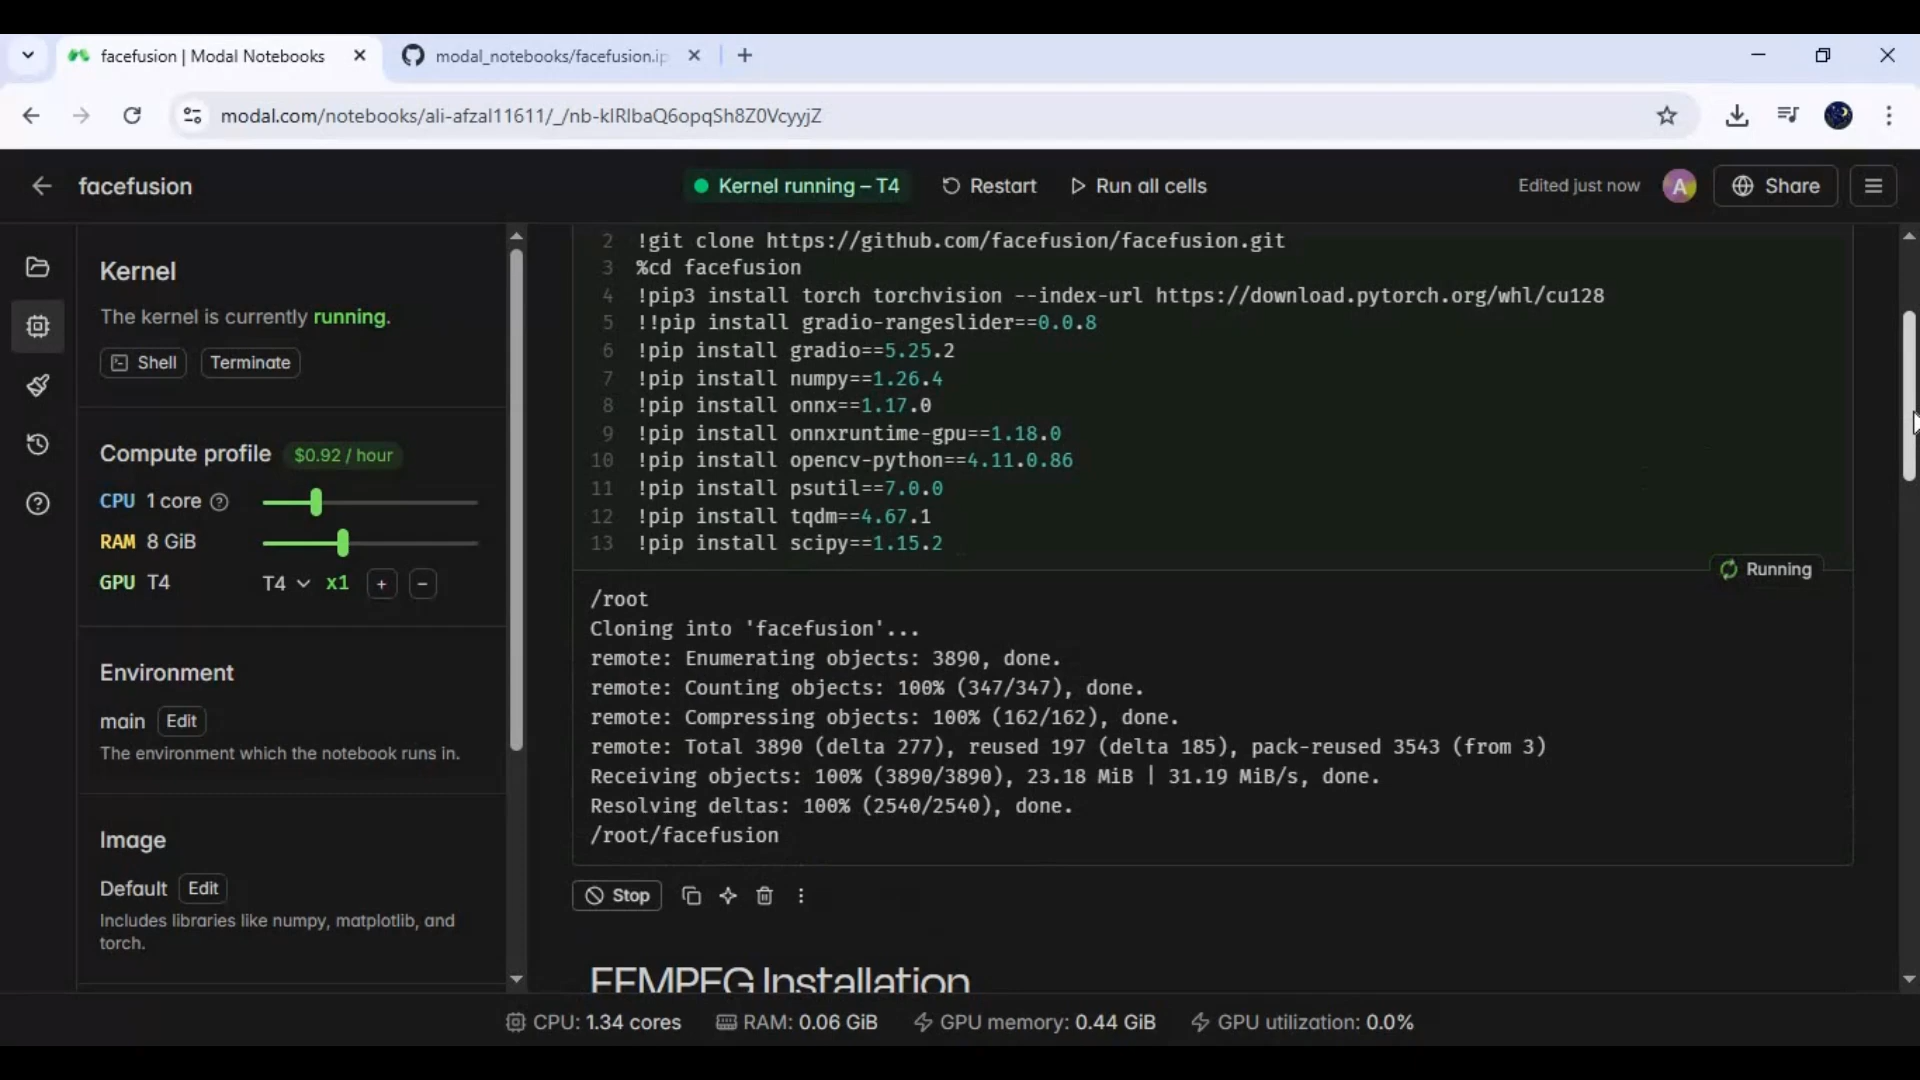 facefusion | Modal Notebooks
modal_notebooks/facefusion.ip
modal.com/notebooks/ali-afzal11611/_/nb-klRlbaQ6opqSh8Z0VcyyjZ
facefusion
Kernel running – T4
Restart
Run all cells
Edited just now
A
Share
Kernel
The kernel is currently running.
Shell
Terminate
Compute profile
$0.92 / hour
CPU 1 core
RAM 8 GiB
GPU T4
T4
x1
+
−
Environment
main
Edit
The environment which the notebook runs in.
Image
Default
Edit
Includes libraries like numpy, matplotlib, and
torch.
2 !git clone https://github.com/facefusion/facefusion.git
3 %cd facefusion
4 !pip3 install torch torchvision --index-url https://download.pytorch.org/whl/cu128
5 !!pip install gradio-rangeslider==0.0.8
6 !pip install gradio==5.25.2
7 !pip install numpy==1.26.4
8 !pip install onnx==1.17.0
9 !pip install onnxruntime-gpu==1.18.0
10 !pip install opencv-python==4.11.0.86
11 !pip install psutil==7.0.0
12 !pip install tqdm==4.67.1
13 !pip install scipy==1.15.2
Running
/root
Cloning into 'facefusion'...
remote: Enumerating objects: 3890, done.
remote: Counting objects: 100% (347/347), done.
remote: Compressing objects: 100% (162/162), done.
remote: Total 3890 (delta 277), reused 197 (delta 185), pack-reused 3543 (from 3)
Receiving objects: 100% (3890/3890), 23.18 MiB | 31.19 MiB/s, done.
Resolving deltas: 100% (2540/2540), done.
/root/facefusion
Stop
FFMPEG Installation
CPU: 1.34 cores
RAM: 0.06 GiB
GPU memory: 0.44 GiB
GPU utilization: 0.0%